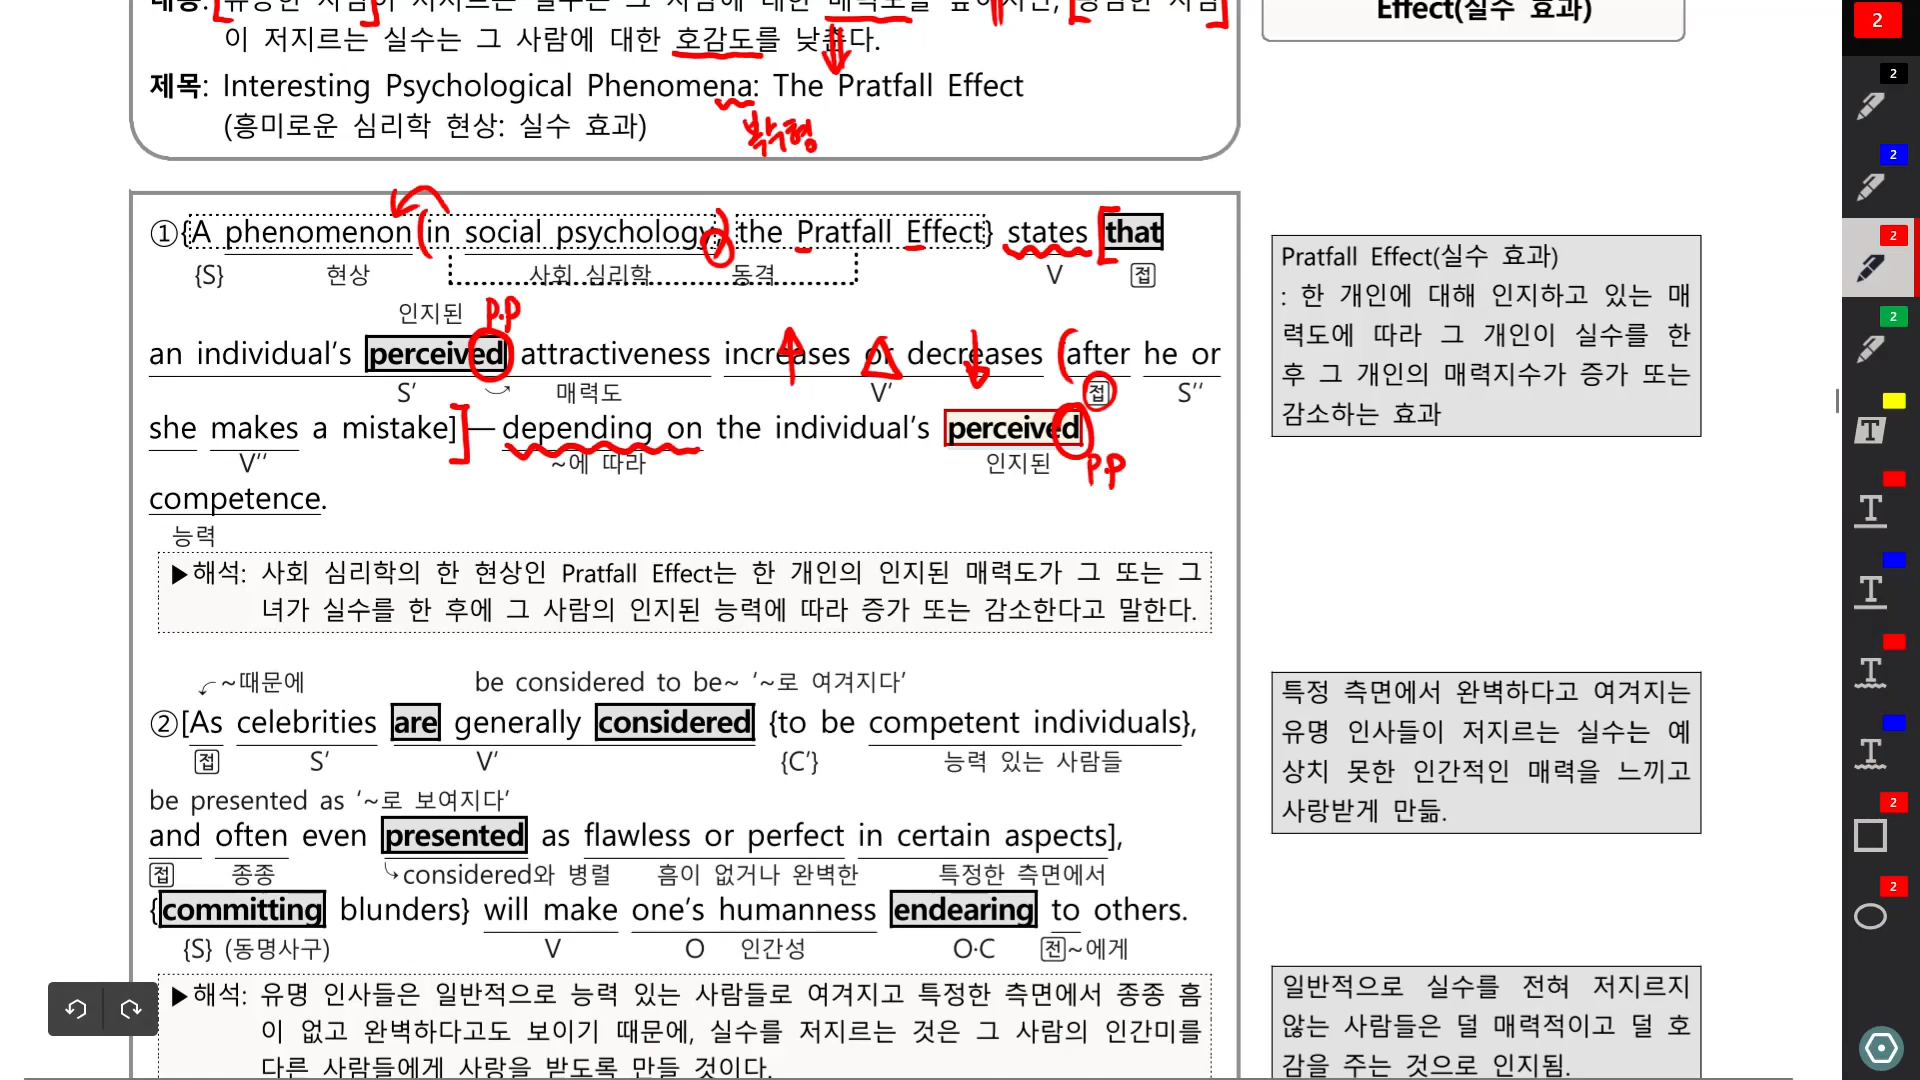 이 저지르는 실수는 그 사람에 대한 호감도를 낮춘다.
Effect(실수 효과)
제목: Interesting Psychological Phenomena: The Pratfall Effect
(흥미로운 심리학 현상: 실수 효과)
복수형
①{A phenomenon (in social psychology), the Pratfall Effect} states [that
{S} 현상 사회 심리학 동격 V 접
인지된 p.p
an individual's perceived attractiveness increases or decreases (after he or
S′ 매력도 V′ 접 S′′
she makes a mistake]— depending on the individual's perceived
V′′ ~에 따라 인지된 p.p
competence.
능력
▶해석: 사회 심리학의 한 현상인 Pratfall Effect는 한 개인의 인지된 매력도가 그 또는 그
녀가 실수를 한 후에 그 사람의 인지된 능력에 따라 증가 또는 감소한다고 말한다.
Pratfall Effect(실수 효과)
: 한 개인에 대해 인지하고 있는 매
력도에 따라 그 개인이 실수를 한
후 그 개인의 매력지수가 증가 또는
감소하는 효과
~때문에 be considered to be~ '~로 여겨지다'
②[As celebrities are generally considered {to be competent individuals},
접 S′ V′ {C′} 능력 있는 사람들
be presented as '~로 보여지다'
and often even presented as flawless or perfect in certain aspects],
접 종종 considered와 병렬 흠이 없거나 완벽한 특정한 측면에서
{committing blunders} will make one's humanness endearing to others.
{S} (동명사구) V O 인간성 O·C 전~에게
▶해석: 유명 인사들은 일반적으로 능력 있는 사람들로 여겨지고 특정한 측면에서 종종 흠
이 없고 완벽하다고도 보이기 때문에, 실수를 저지르는 것은 그 사람의 인간미를
다른 사람들에게 사랑을 받도록 만들 것이다.
특정 측면에서 완벽하다고 여겨지는
유명 인사들이 저지르는 실수는 예
상치 못한 인간적인 매력을 느끼고
사랑받게 만듦.
일반적으로 실수를 전혀 저지르지
않는 사람들은 덜 매력적이고 덜 호
감을 주는 것으로 인지됨.
2
2
2
2
2
T
T
T
T
T
2
2